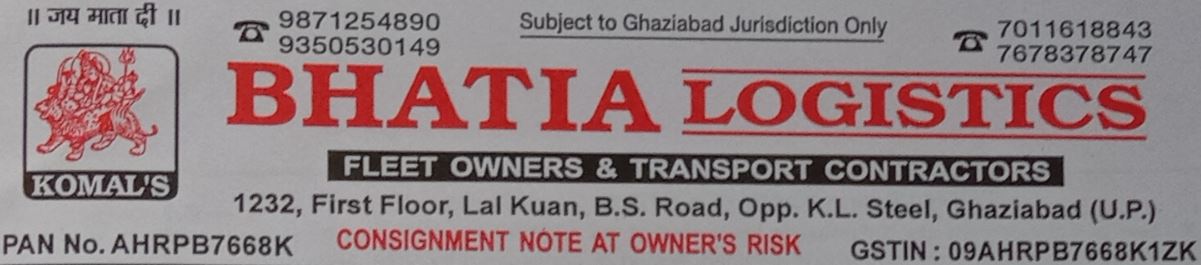 ॥ जय माता दी ॥
9871254890
9350530149
Subject to Ghaziabad Jurisdiction Only
7011618843
7678378747
KOMAL'S
BHATIA LOGISTICS
FLEET OWNERS & TRANSPORT CONTRACTORS
1232, First Floor, Lal Kuan, B.S. Road, Opp. K.L. Steel, Ghaziabad (U.P.)
PAN No. AHRPB7668K
CONSIGNMENT NOTE AT OWNER'S RISK
GSTIN : 09AHRPB7668K1ZK